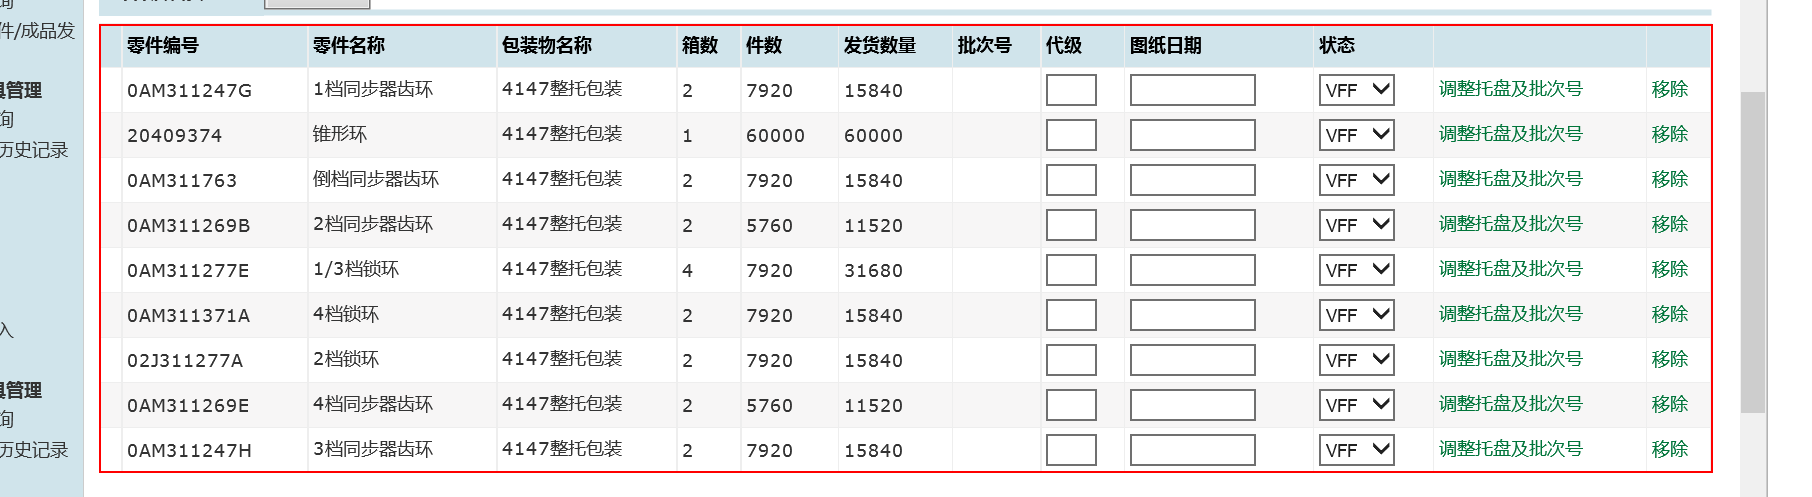 件/成品发
管理
询
历史记录
入
管理
询
历史记录
零件编号 零件名称 包装物名称 箱数 件数 发货数量 批次号 代级 图纸日期 状态
0AM311247G 1档同步器齿环 4147整托包装 2 7920 15840 VFF 调整托盘及批次号 移除
20409374 锥形环 4147整托包装 1 60000 60000 VFF 调整托盘及批次号 移除
0AM311763 倒档同步器齿环 4147整托包装 2 7920 15840 VFF 调整托盘及批次号 移除
0AM311269B 2档同步器齿环 4147整托包装 2 5760 11520 VFF 调整托盘及批次号 移除
0AM311277E 1/3档锁环 4147整托包装 4 7920 31680 VFF 调整托盘及批次号 移除
0AM311371A 4档锁环 4147整托包装 2 7920 15840 VFF 调整托盘及批次号 移除
02J311277A 2档锁环 4147整托包装 2 7920 15840 VFF 调整托盘及批次号 移除
0AM311269E 4档同步器齿环 4147整托包装 2 5760 11520 VFF 调整托盘及批次号 移除
0AM311247H 3档同步器齿环 4147整托包装 2 7920 15840 VFF 调整托盘及批次号 移除